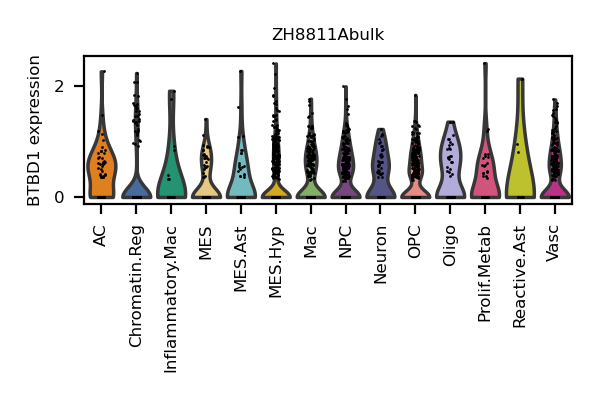 ZH8811Abulk
BTBD1 expression
2
0
AC
Chromatin.Reg
Inflammatory.Mac
MES
MES.Ast
MES.Hyp
Mac
NPC
Neuron
OPC
Oligo
Prolif.Metab
Reactive.Ast
Vasc